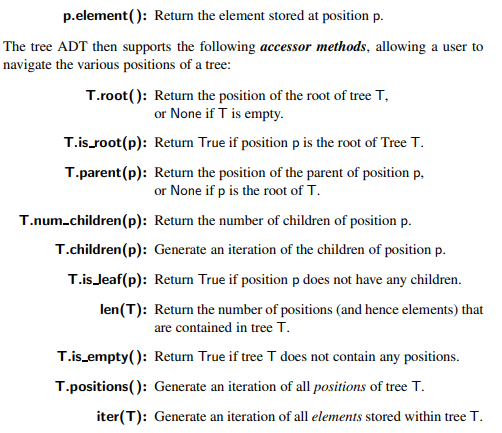 p.element( ): Return the element stored at position p.
The tree ADT then supports the following accessor methods, allowing a user to
navigate the various positions of a tree:
T.root( ): Return the position of the root of tree T,
or None if T is empty.
T.is_root(p): Return True if position p is the root of Tree T.
T.parent(p): Return the position of the parent of position p,
or None if p is the root of T.
T.num_children(p): Return the number of children of position p.
T.children(p): Generate an iteration of the children of position p.
T.is_leaf(p): Return True if position p does not have any children.
len(T): Return the number of positions (and hence elements) that
are contained in tree T.
T.is_empty( ): Return True if tree T does not contain any positions.
T.positions( ): Generate an iteration of all positions of tree T.
iter(T): Generate an iteration of all elements stored within tree T.